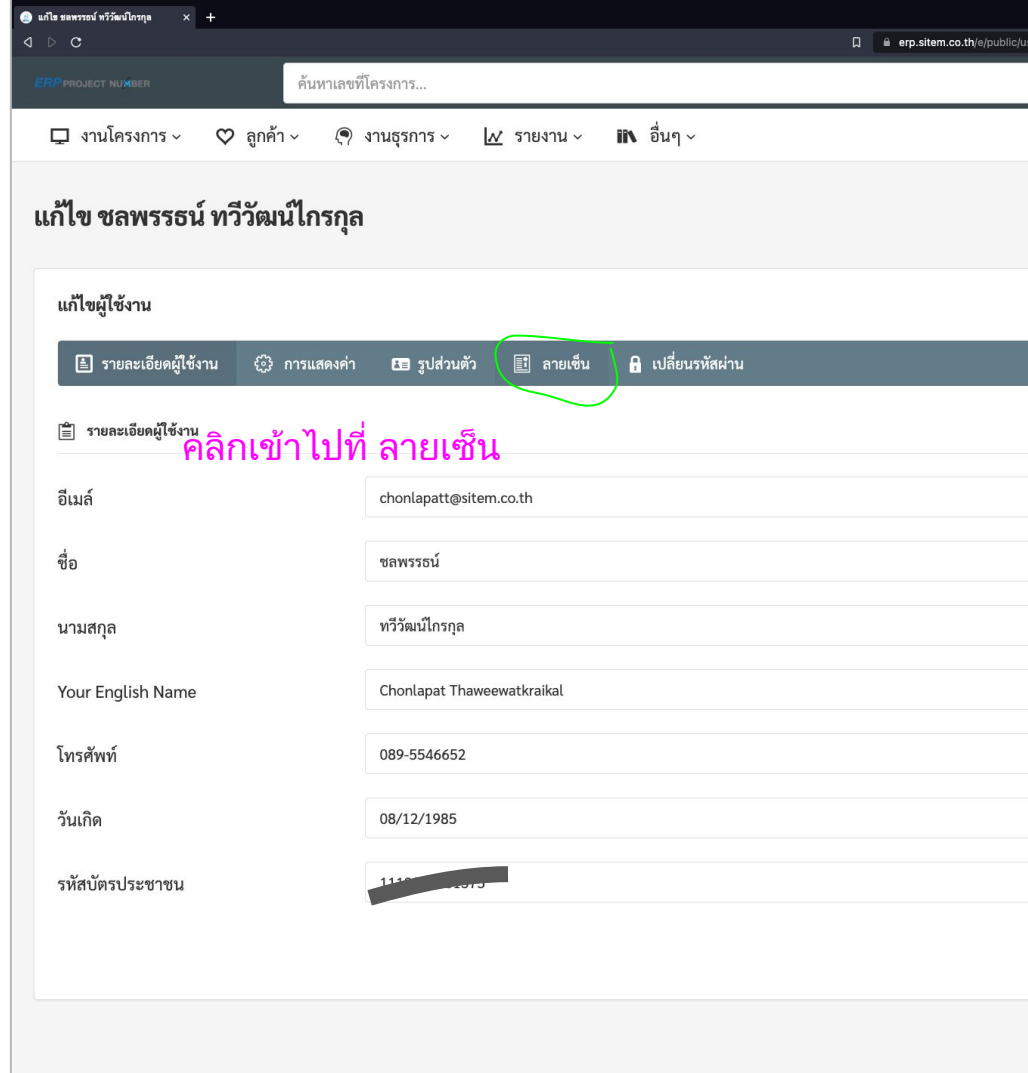 แก้ไข ชลพรรธน์ ทวีวัฒน์ไกรกุล
erp.sitem.co.th/e/public/us
ERP PROJECT NUMBER
ค้นหาเลขที่โครงการ...
งานโครงการ
ลูกค้า
งานธุรการ
รายงาน
อื่นๆ
แก้ไข ชลพรรธน์ ทวีวัฒน์ไกรกุล
แก้ไขผู้ใช้งาน
รายละเอียดผู้ใช้งาน
การแสดงค่า
รูปส่วนตัว
ลายเซ็น
เปลี่ยนรหัสผ่าน
รายละเอียดผู้ใช้งาน
คลิกเข้าไปที่ ลายเซ็น
อีเมล์
chonlapatt@sitem.co.th
ชื่อ
ชลพรรธน์
นามสกุล
ทวีวัฒน์ไกรกุล
Your English Name
Chonlapat Thaweewatkraikal
โทรศัพท์
089-5546652
วันเกิด
08/12/1985
รหัสบัตรประชาชน